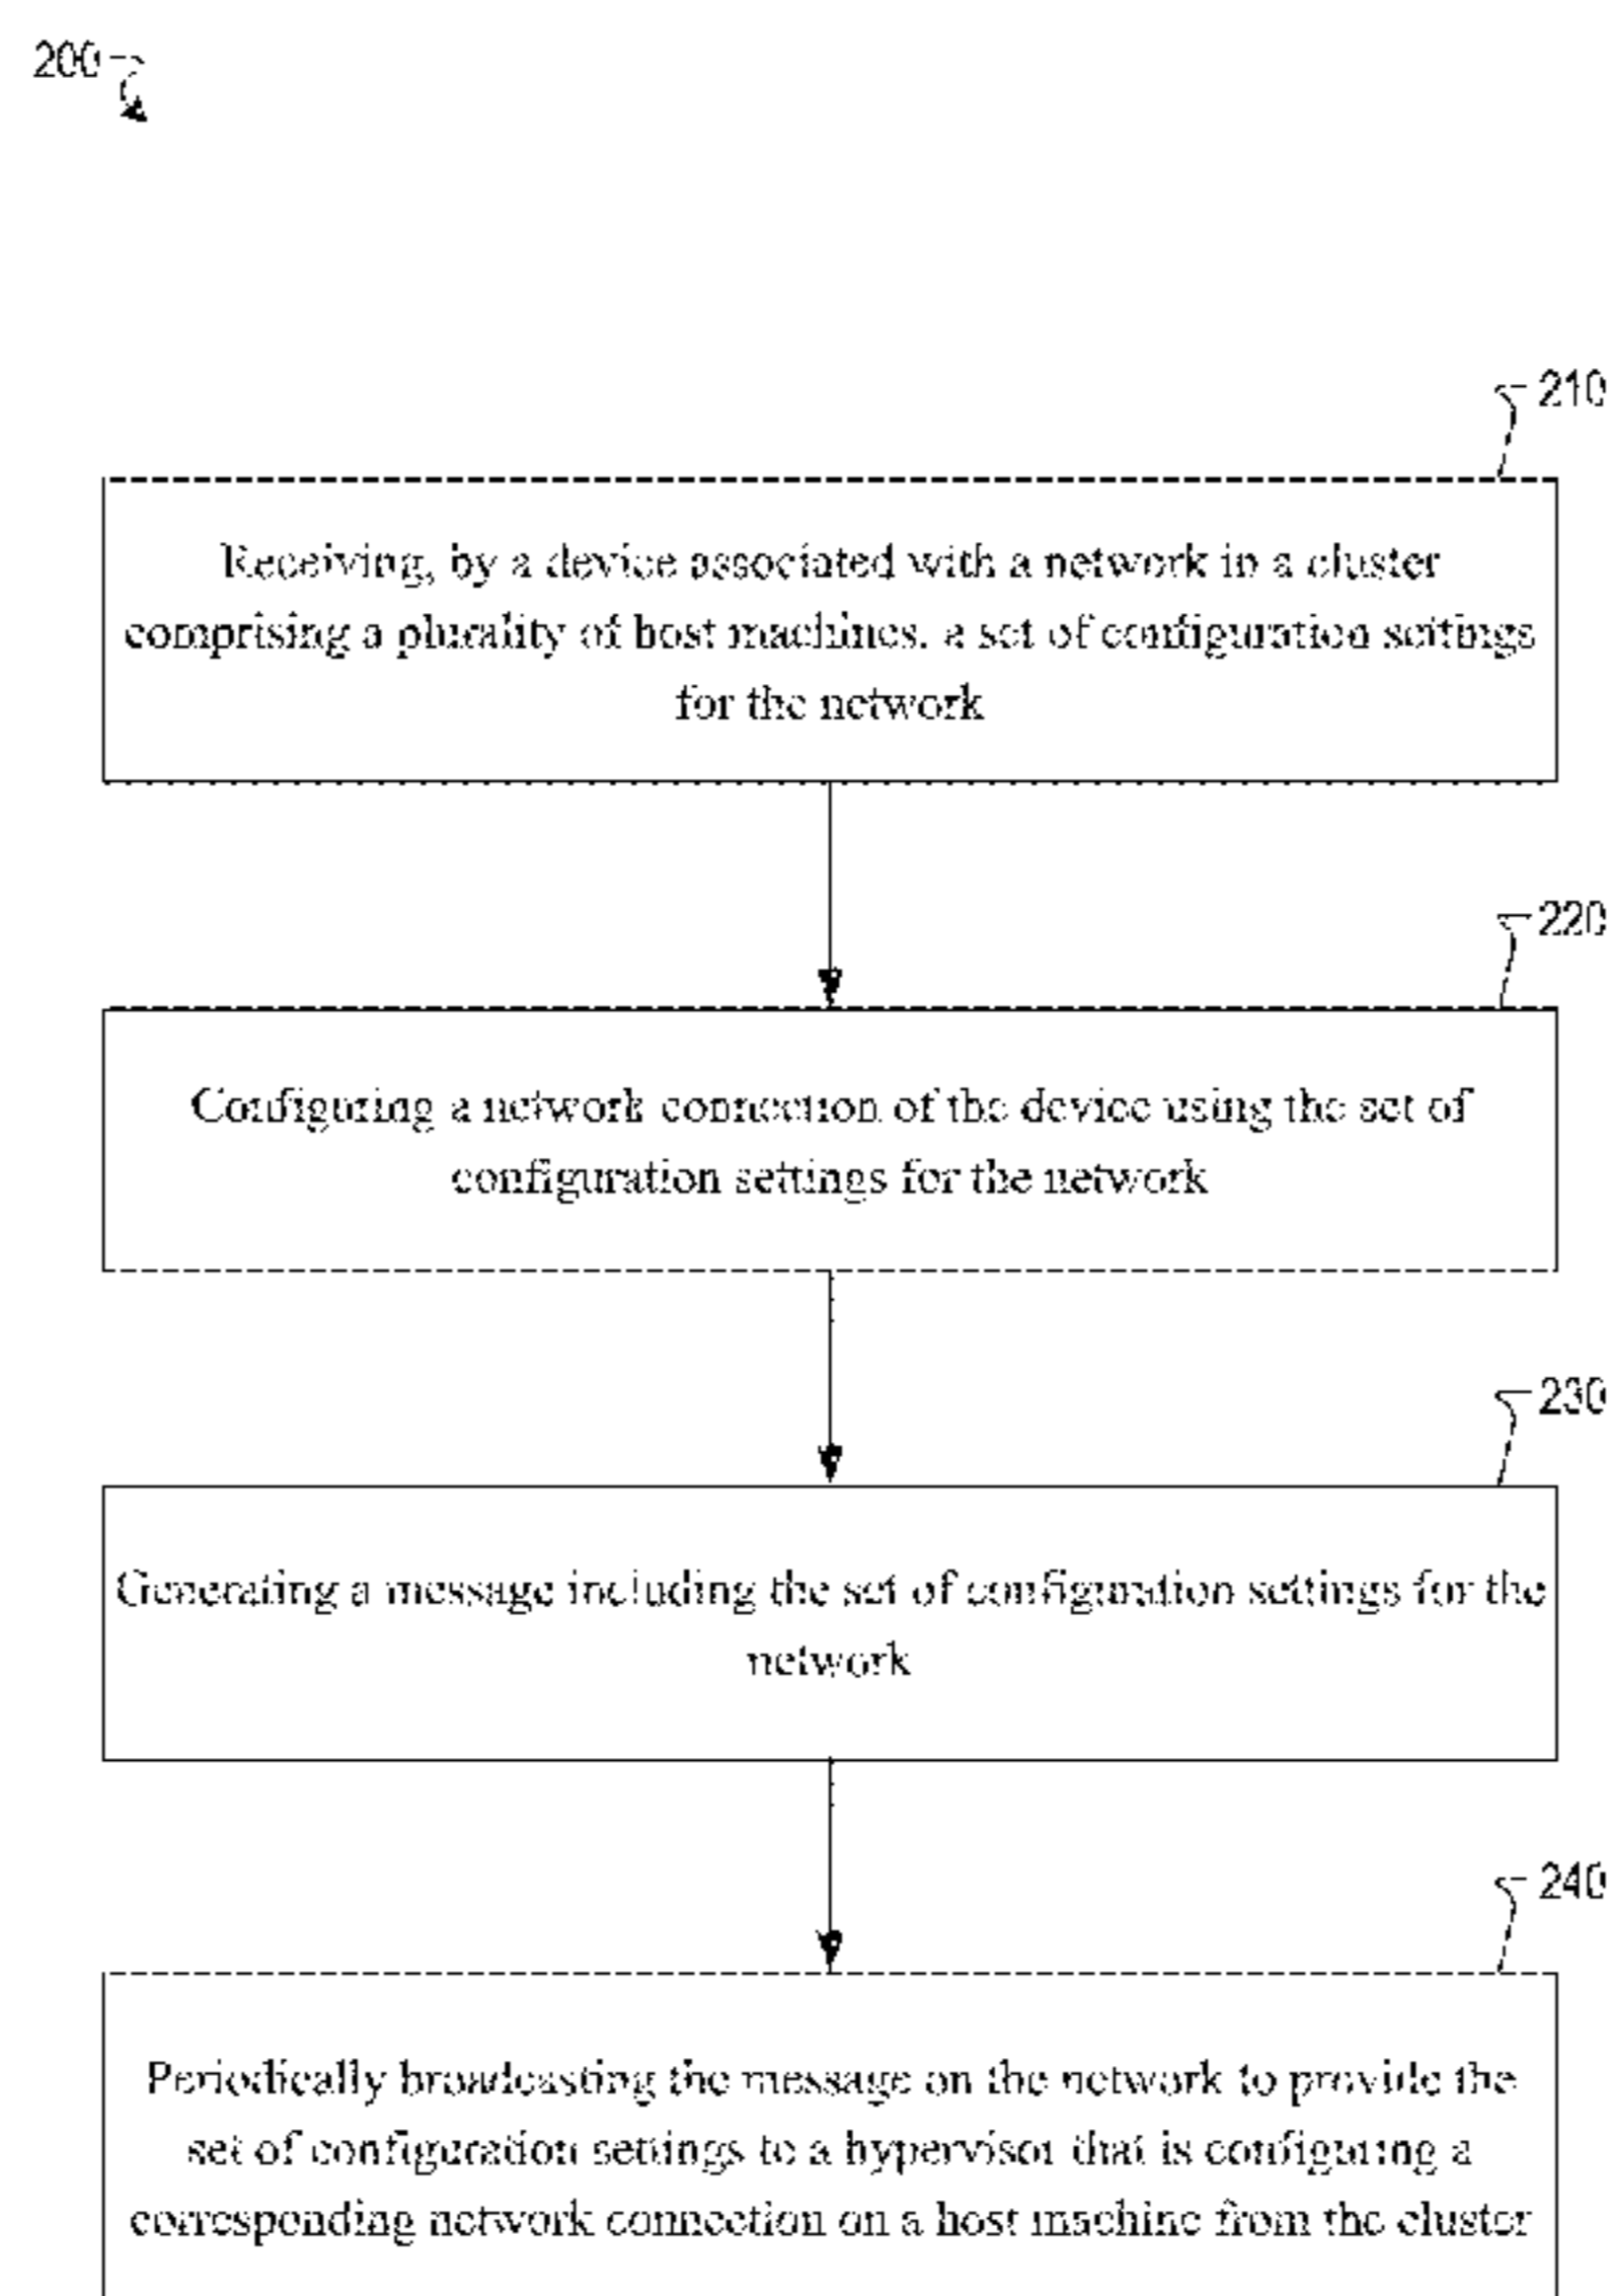 200
210
Receiving, by a device associated with a network in a cluster
comprising a plurality of host machines, a set of configuration settings
for the network
220
Configuring a network connection of the device using the set of
configuration settings for the network
230
Generating a message including the set of configuration settings for the
network
240
Periodically broadcasting the message on the network to provide the
set of configuration settings to a hypervisor that is configuring a
corresponding network connection on a host machine from the cluster